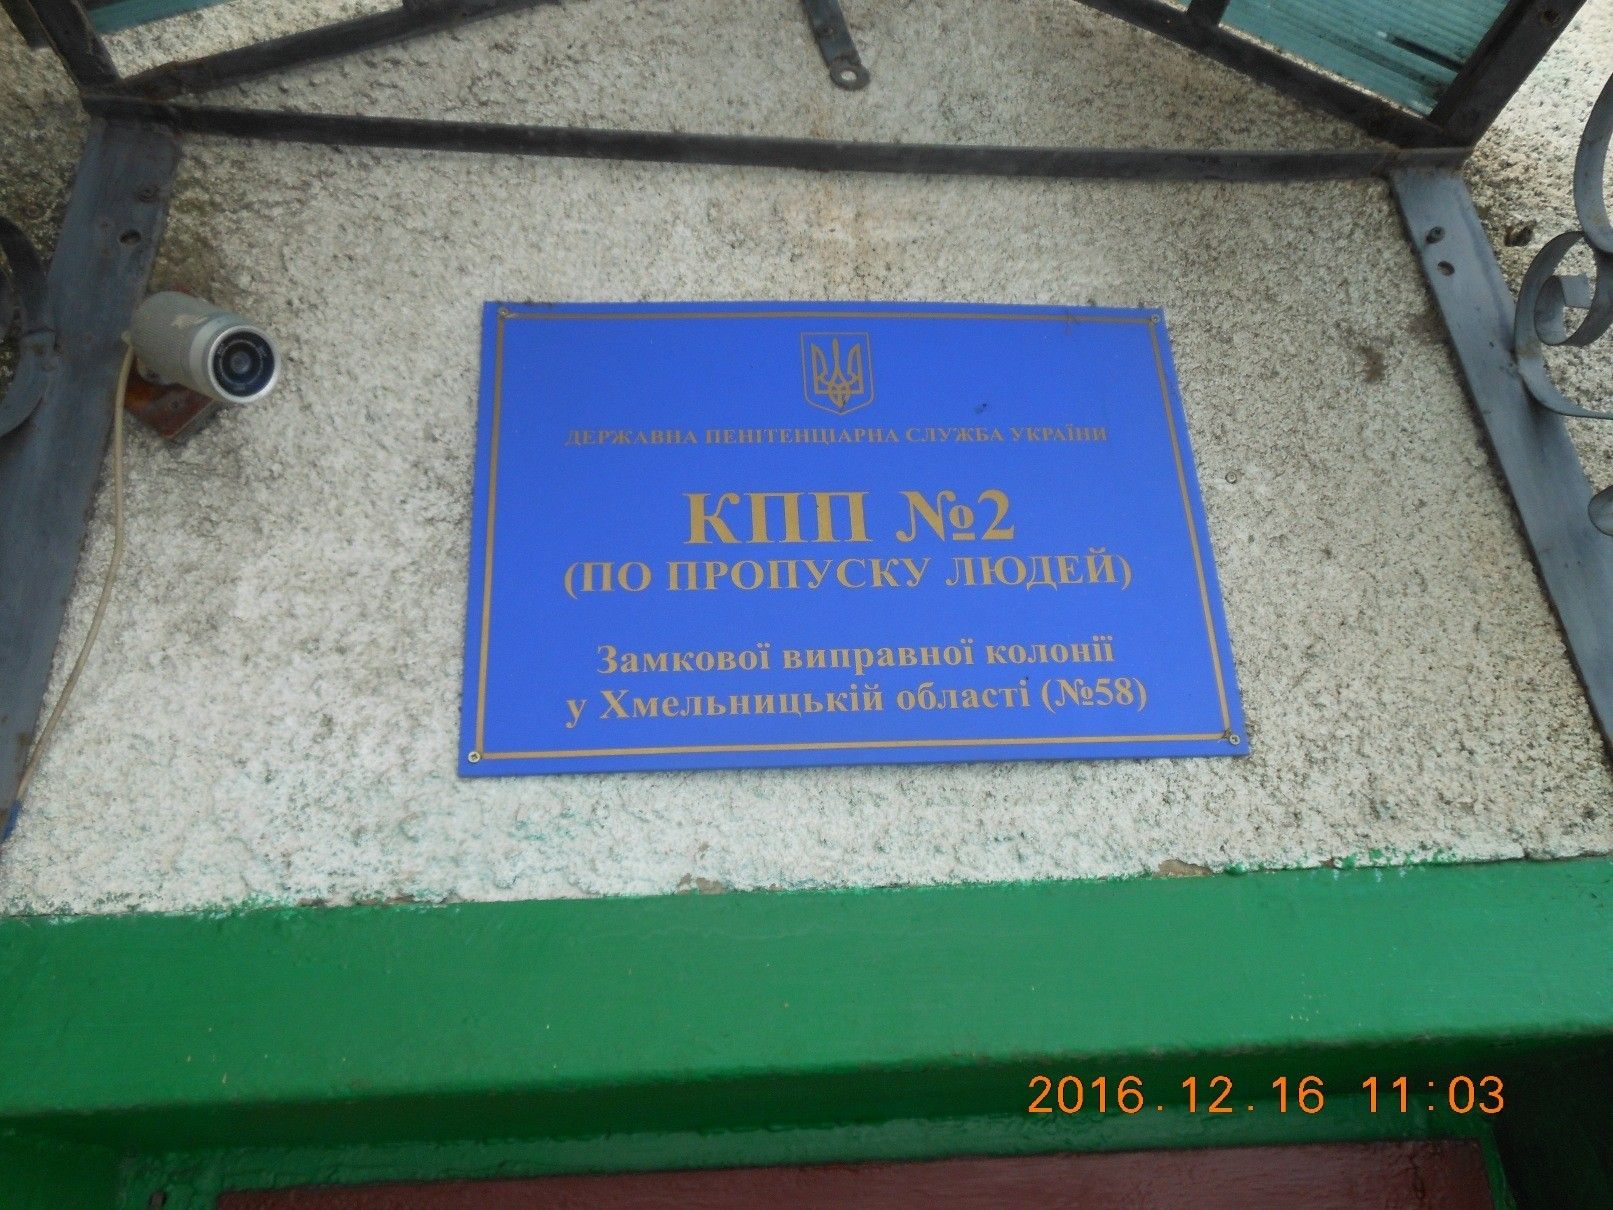 ДЕРЖАВНА ПЕНІТЕНЦІАРНА СЛУЖБА УКРАЇНИ
КПП №2
(ПО ПРОПУСКУ ЛЮДЕЙ)
Замкової виправної колонії
у Хмельницькій області (№58)
2016.12.16 11:03